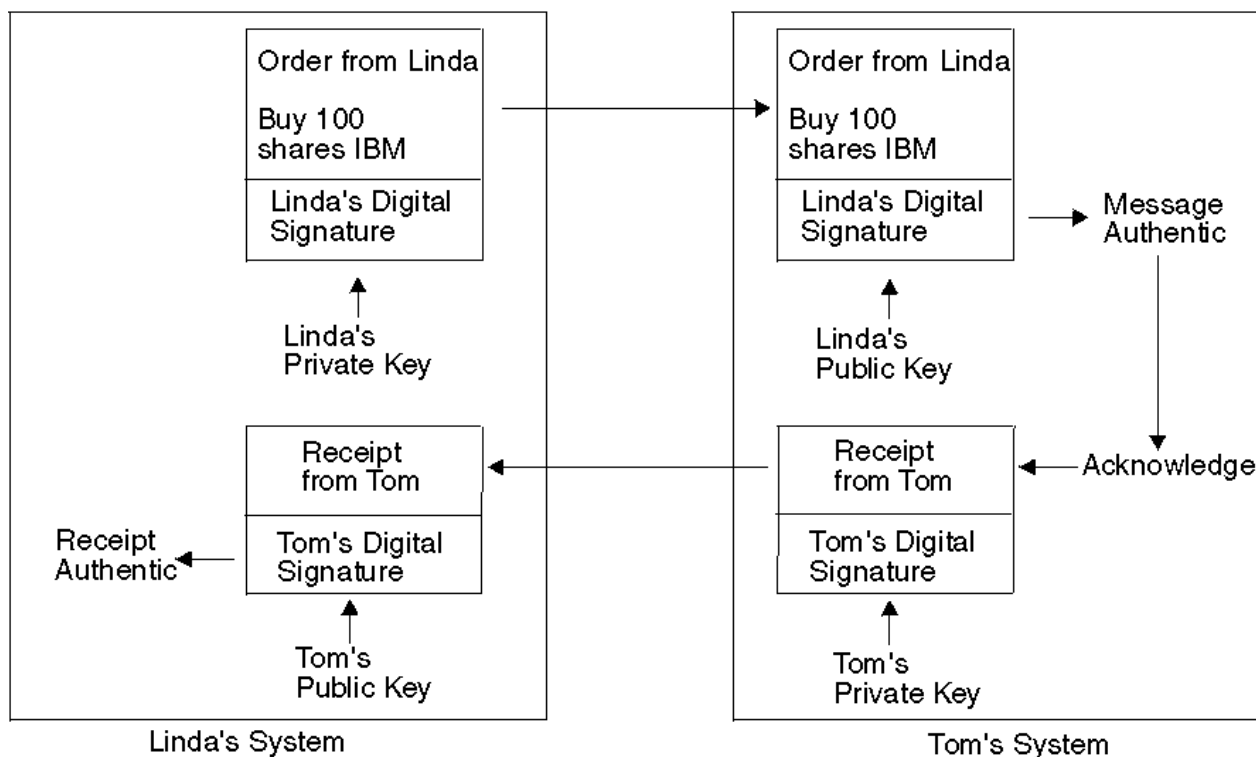 Order from Linda
Buy 100
shares IBM
Linda's Digital
Signature
Linda's
Private Key
Receipt
from Tom
Tom's Digital
Signature
Receipt
Authentic
Tom's
Public Key
Linda's System
Order from Linda
Buy 100
shares IBM
Linda's Digital
Signature
Message
Authentic
Linda's
Public Key
Receipt
from Tom
Acknowledge
Tom's Digital
Signature
Tom's
Private Key
Tom's System